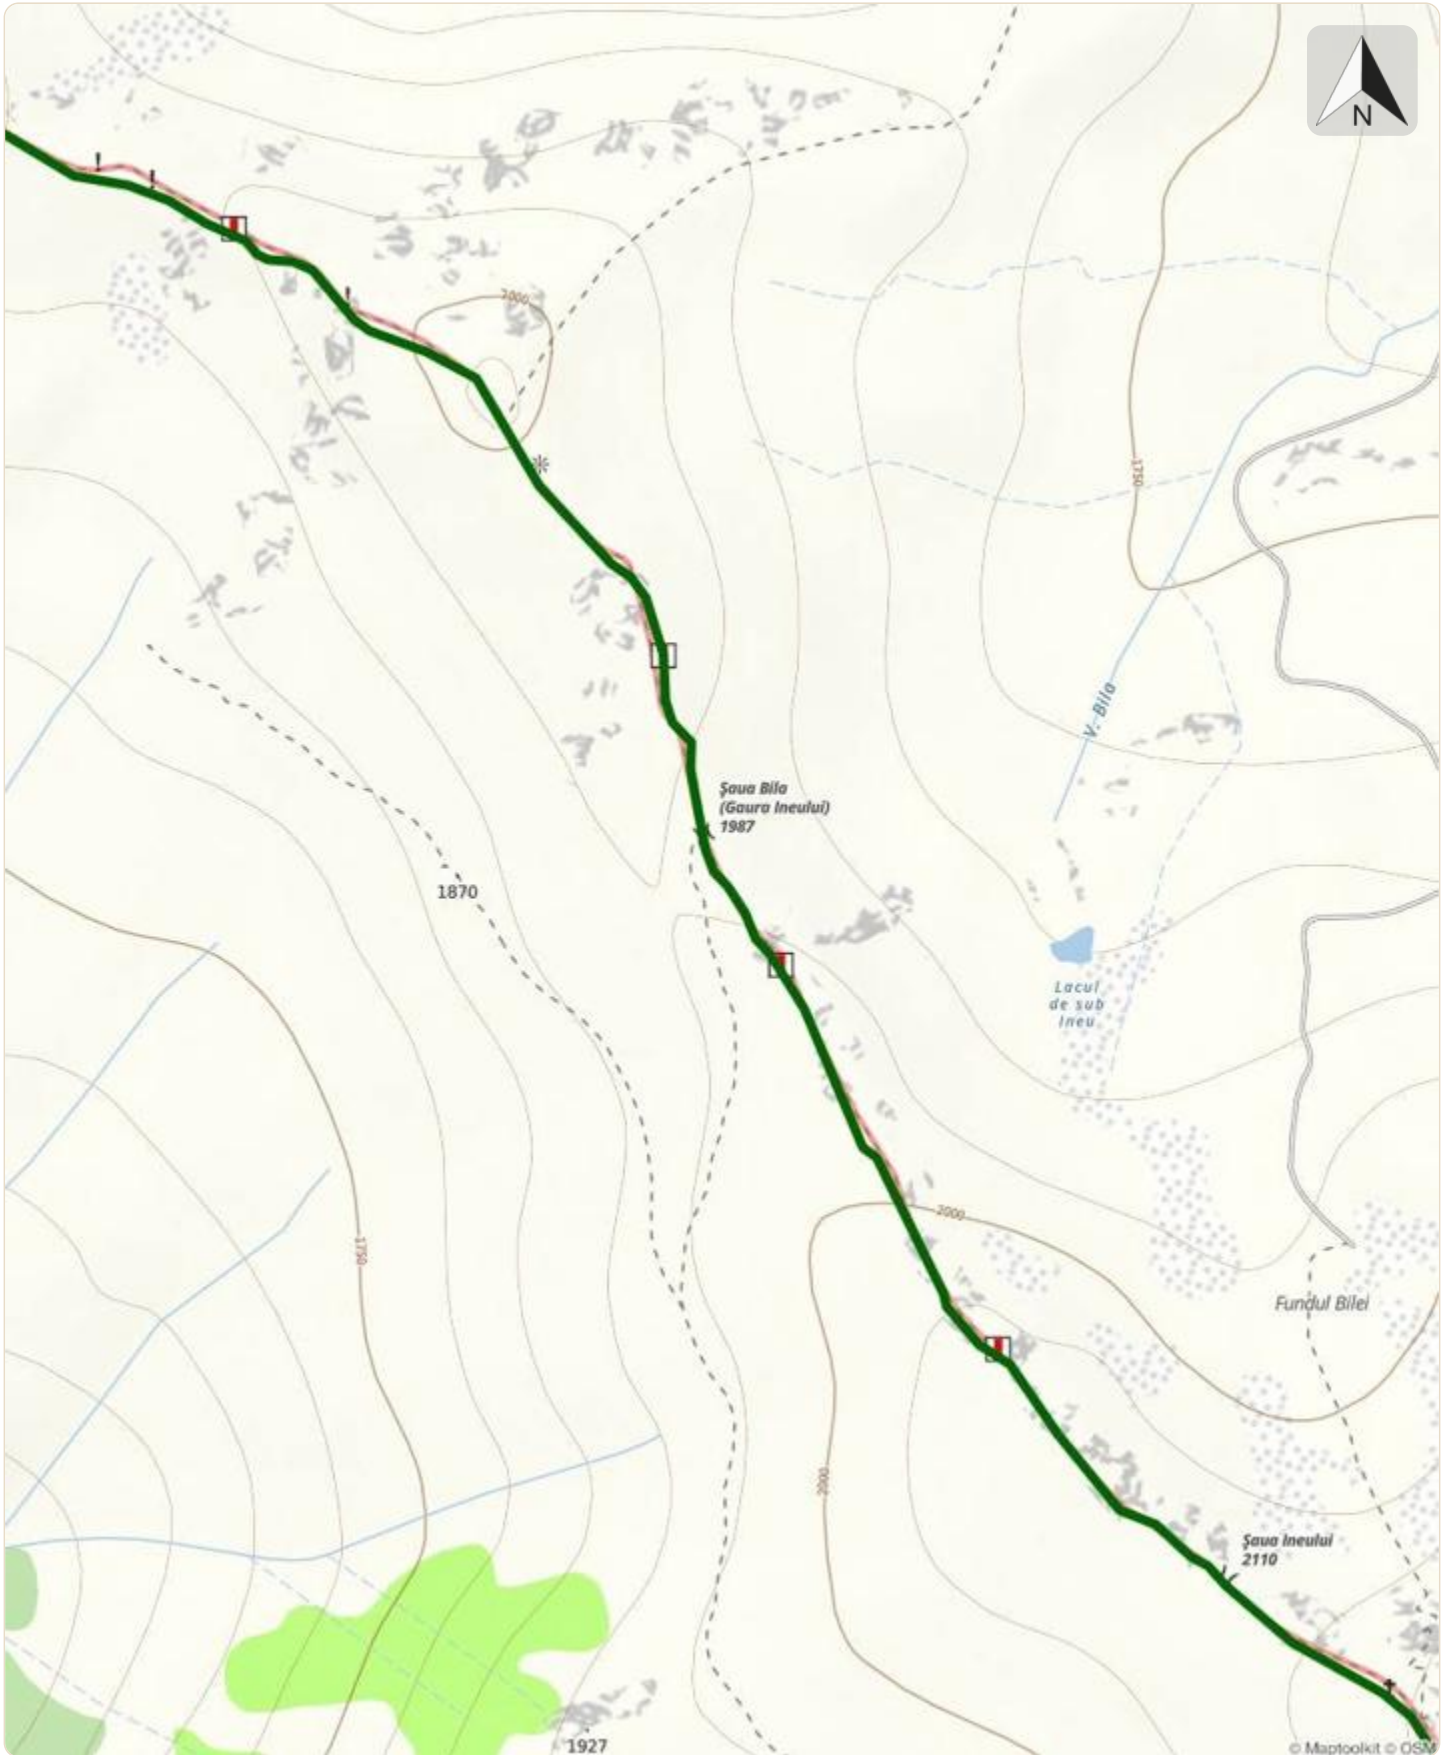 N
2000
1750
V. Bila
Şaua Bila
(Gaura Ineului)
1987
1870
Lacul
de sub
Ineu
2000
1750
Fundul Bilei
2000
Şaua Ineului
2110
1927
© Maptoolkit © OSM